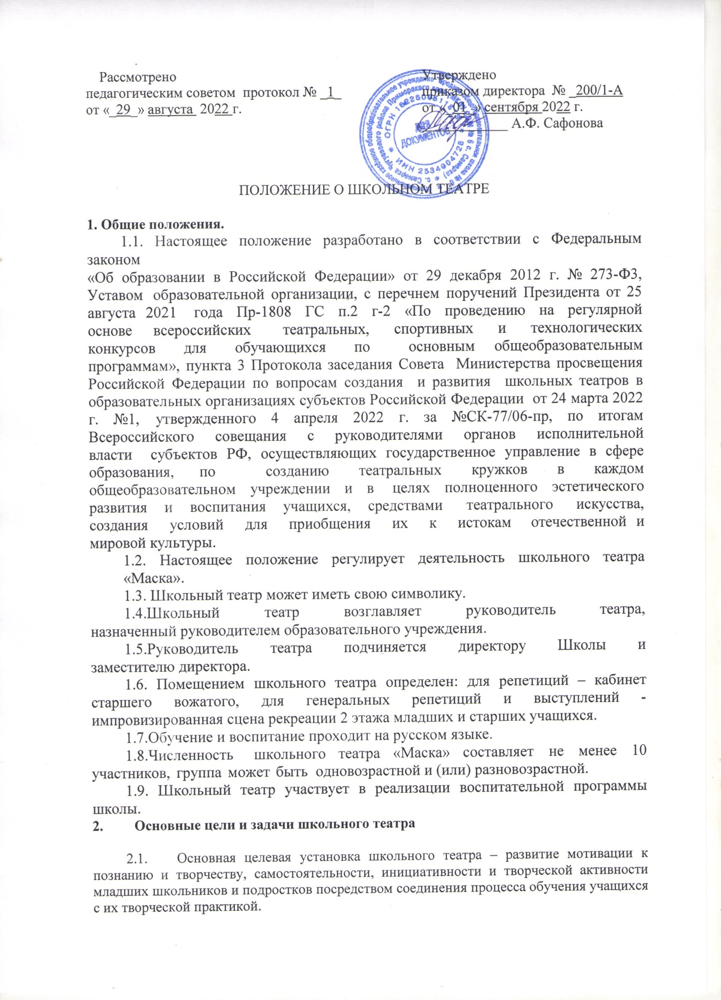 Рассмотрено
педагогическим советом протокол № _1_
от «_29_» августа 2022 г.
Утверждено
приказом директора № _200/1-А
от «_01_» сентября 2022 г.
А.Ф. Сафонова
ДЛЯ
ДОКУМЕНТОВ
ИНН 2534004728
ПОЛОЖЕНИЕ О ШКОЛЬНОМ ТЕАТРЕ
1. Общие положения.
1.1. Настоящее положение разработано в соответствии с Федеральным
законом
«Об образовании в Российской Федерации» от 29 декабря 2012 г. № 273-ФЗ,
Уставом образовательной организации, с перечнем поручений Президента от 25
августа 2021 года Пр-1808 ГС п.2 г-2 «По проведению на регулярной
основе всероссийских театральных, спортивных и технологических
конкурсов для обучающихся по основным общеобразовательным
программам», пункта 3 Протокола заседания Совета Министерства просвещения
Российской Федерации по вопросам создания и развития школьных театров в
образовательных организациях субъектов Российской Федерации от 24 марта 2022
г. №1, утвержденного 4 апреля 2022 г. за №СК-77/06-пр, по итогам
Всероссийского совещания с руководителями органов исполнительной
власти субъектов РФ, осуществляющих государственное управление в сфере
образования, по созданию театральных кружков в каждом
общеобразовательном учреждении и в целях полноценного эстетического
развития и воспитания учащихся, средствами театрального искусства,
создания условий для приобщения их к истокам отечественной и
мировой культуры.
1.2. Настоящее положение регулирует деятельность школьного театра
«Маска».
1.3. Школьный театр может иметь свою символику.
1.4.Школьный театр возглавляет руководитель театра,
назначенный руководителем образовательного учреждения.
1.5.Руководитель театра подчиняется директору Школы и
заместителю директора.
1.6. Помещением школьного театра определен: для репетиций – кабинет
старшего вожатого, для генеральных репетиций и выступлений -
импровизированная сцена рекреации 2 этажа младших и старших учащихся.
1.7.Обучение и воспитание проходит на русском языке.
1.8.Численность школьного театра «Маска» составляет не менее 10
участников, группа может быть одновозрастной и (или) разновозрастной.
1.9. Школьный театр участвует в реализации воспитательной программы
школы.
2. Основные цели и задачи школьного театра
2.1. Основная целевая установка школьного театра – развитие мотивации к
познанию и творчеству, самостоятельности, инициативности и творческой активности
младших школьников и подростков посредством соединения процесса обучения учащихся
с их творческой практикой.